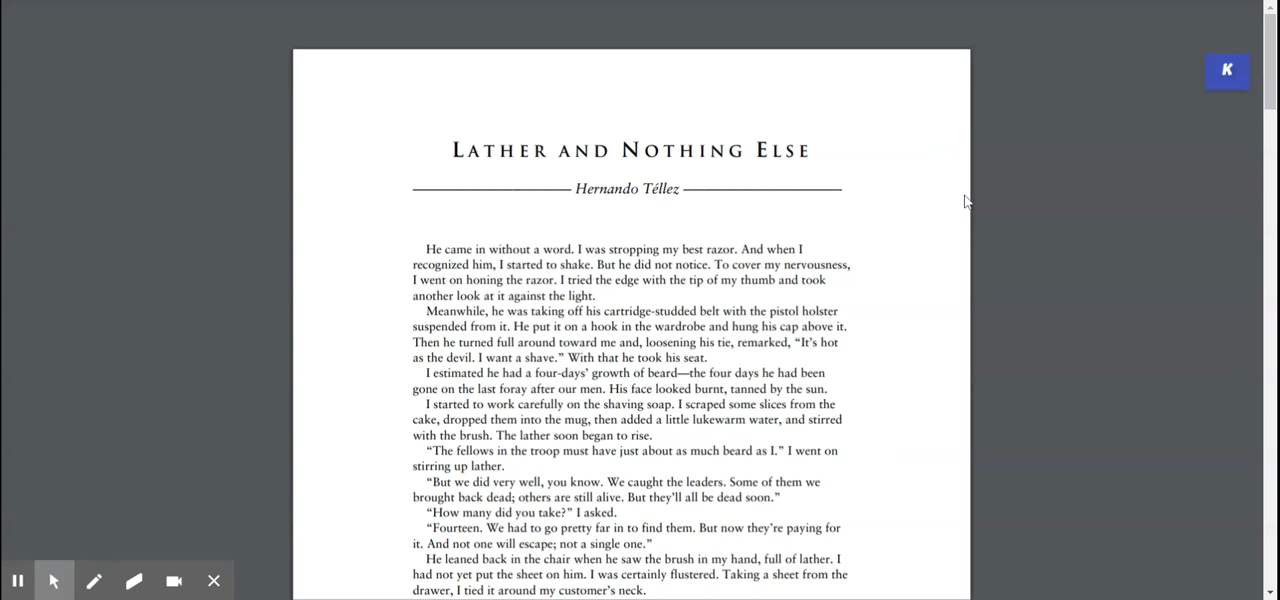 K
LATHER AND NOTHING ELSE
Hernando Téllez
He came in without a word. I was stropping my best razor. And when I
recognized him, I started to shake. But he did not notice. To cover my nervousness,
I went on honing the razor. I tried the edge with the tip of my thumb and took
another look at it against the light.
Meanwhile, he was taking off his cartridge-studded belt with the pistol holster
suspended from it. He put it on a hook in the wardrobe and hung his cap above it.
Then he turned full around toward me and, loosening his tie, remarked, “It’s hot
as the devil. I want a shave.” With that he took his seat.
I estimated he had a four-days’ growth of beard—the four days he had been
gone on the last foray after our men. His face looked burnt, tanned by the sun.
I started to work carefully on the shaving soap. I scraped some slices from the
cake, dropped them into the mug, then added a little lukewarm water, and stirred
with the brush. The lather soon began to rise.
“The fellows in the troop must have just about as much beard as I.” I went on
stirring up lather.
“But we did very well, you know. We caught the leaders. Some of them we
brought back dead; others are still alive. But they’ll all be dead soon.”
“How many did you take?” I asked.
“Fourteen. We had to go pretty far in to find them. But now they’re paying for
it. And not one will escape; not a single one.”
He leaned back in the chair when he saw the brush in my hand, full of lather. I
had not yet put the sheet on him. I was certainly flustered. Taking a sheet from the
drawer, I tied it around my customer’s neck.